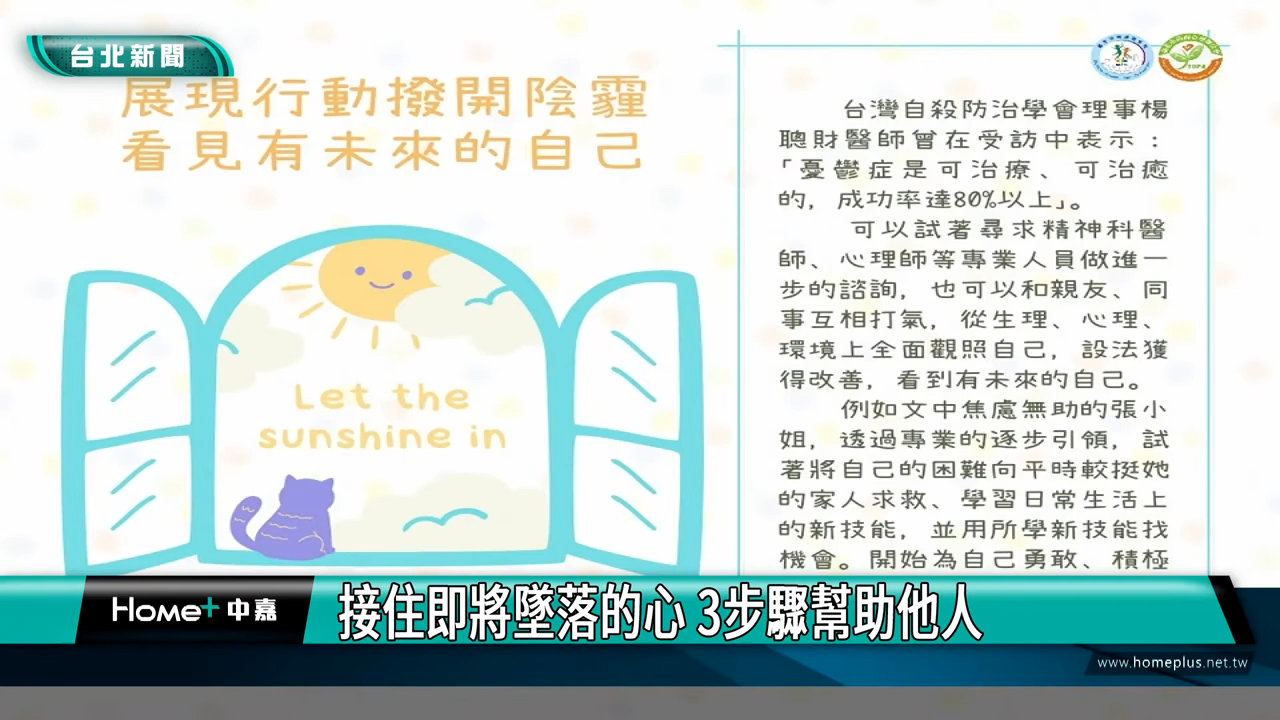 台北新聞
展現行動撥開陰霾
看見有未來的自己
Let the
sunshine in
台灣自殺防治學會理事楊
聰財醫師曾在受訪中表示：
「憂鬱症是可治療、可治癒
的，成功率達80%以上」。
可以試著尋求精神科醫
師、心理師等專業人員做進一
步的諮詢，也可以和親友、同
事互相打氣，從生理、心理、
環境上全面觀照自己，設法獲
得改善，看到有未來的自己。
例如文中焦慮無助的張小
姐，透過專業的逐步引領，試
著將自己的困難向平時較挺她
的家人求救、學習日常生活上
的新技能，並用所學新技能找
機會。開始為自己勇敢、積極
Home+中嘉
接住即將墜落的心 3步驟幫助他人
www.homeplus.net.tw